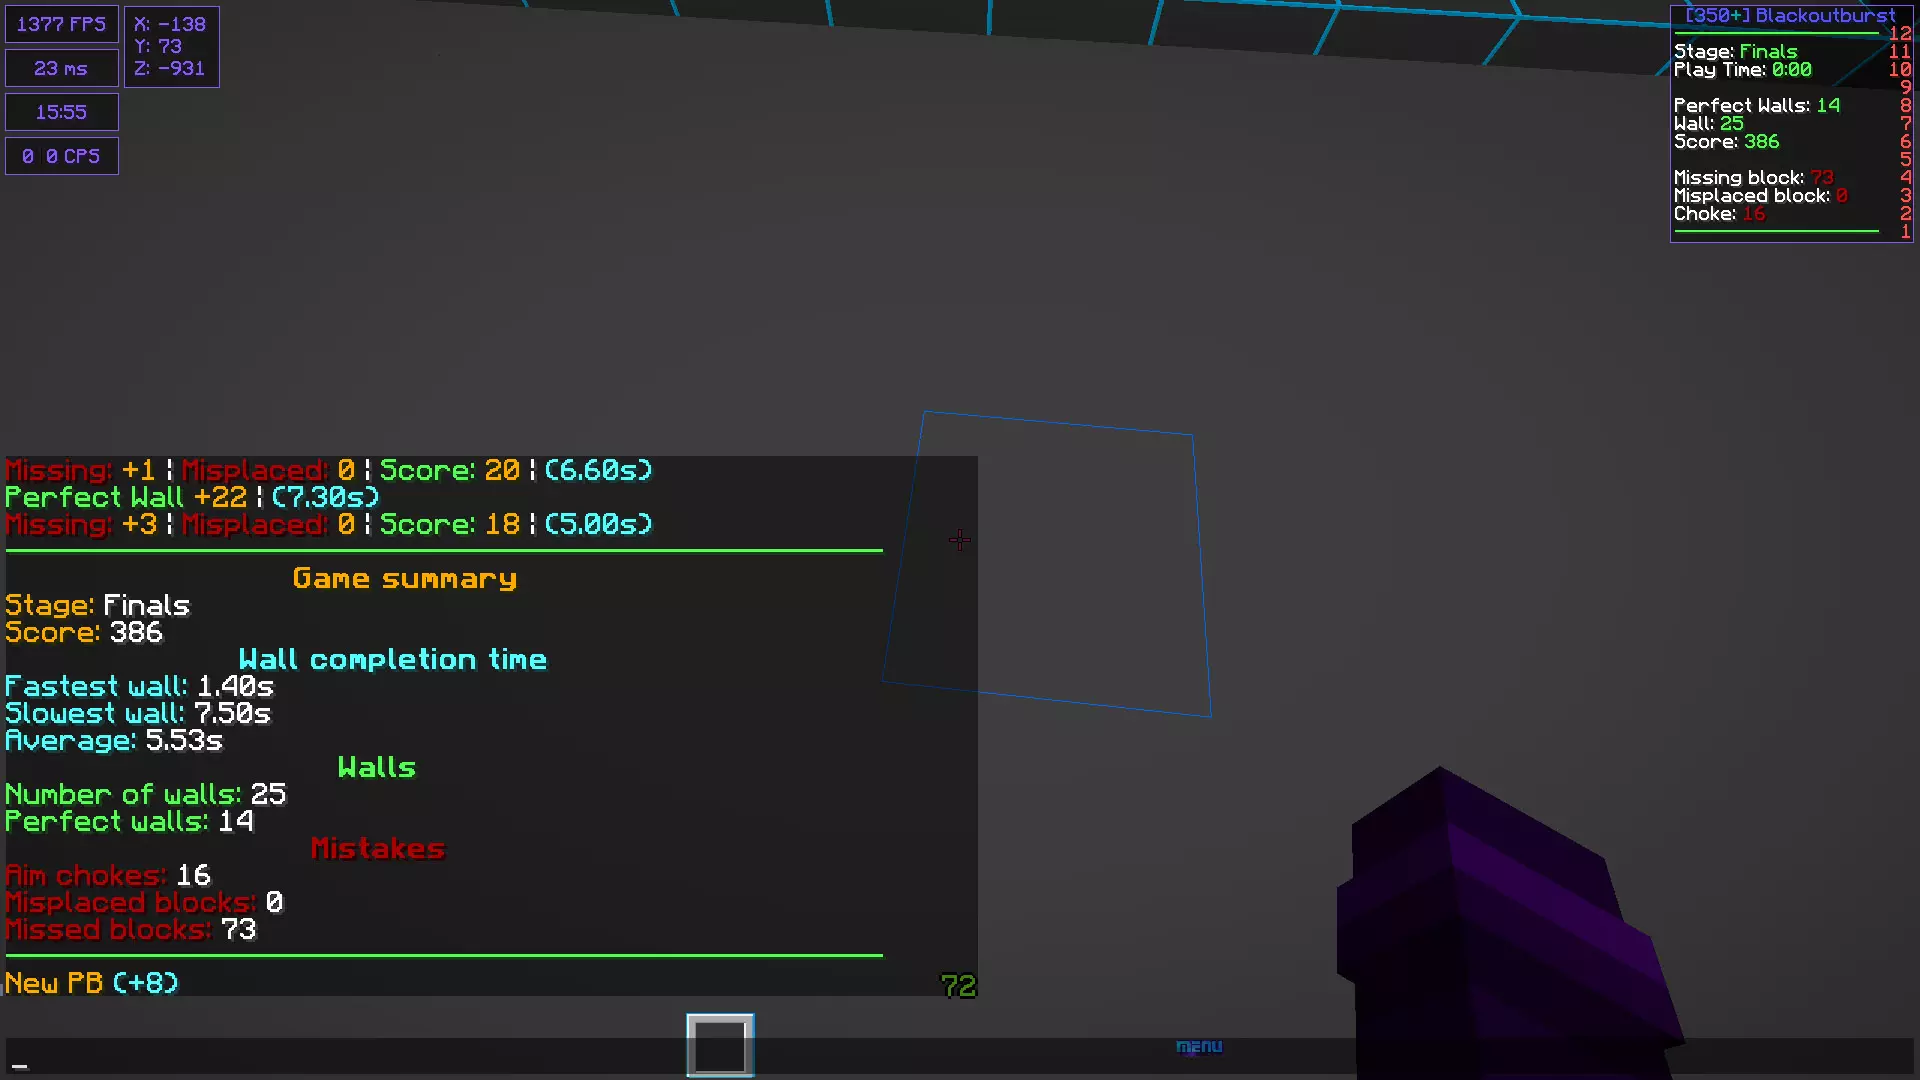 1377 FPS
X: -138
Y: 73
Z: -931
23 ms
15:55
0 0 CPS
[350+] Blackoutburst
12
Stage: Finals 11
Play Time: 0:00 10
9
Perfect Walls: 14 8
Wall: 25 7
Score: 386 6
5
Missing block: 73 4
Misplaced block: 0 3
Choke: 16 2
1
Missing: +1 | Misplaced: 0 | Score: 20 | (6.60s)
Perfect Wall +22 | (7.30s)
Missing: +3 | Misplaced: 0 | Score: 18 | (5.00s)
Game summary
Stage: Finals
Score: 386
Wall completion time
Fastest wall: 1.40s
Slowest wall: 7.50s
Average: 5.53s
Walls
Number of walls: 25
Perfect walls: 14
Mistakes
Aim chokes: 16
Misplaced blocks: 0
Missed blocks: 73
New PB (+8)
72
MENU
_